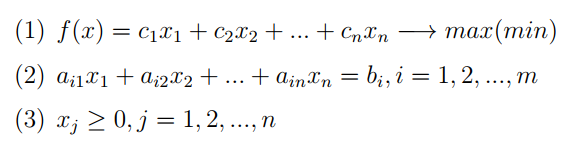 (1) f(x) = c₁x₁ + c₂x₂ + ... + cₙxₙ ⟶ max(min)
(2) aᵢ₁x₁ + aᵢ₂x₂ + ... + aᵢₙxₙ = bᵢ, i = 1, 2, ..., m
(3) xⱼ ≥ 0, j = 1, 2, ..., n